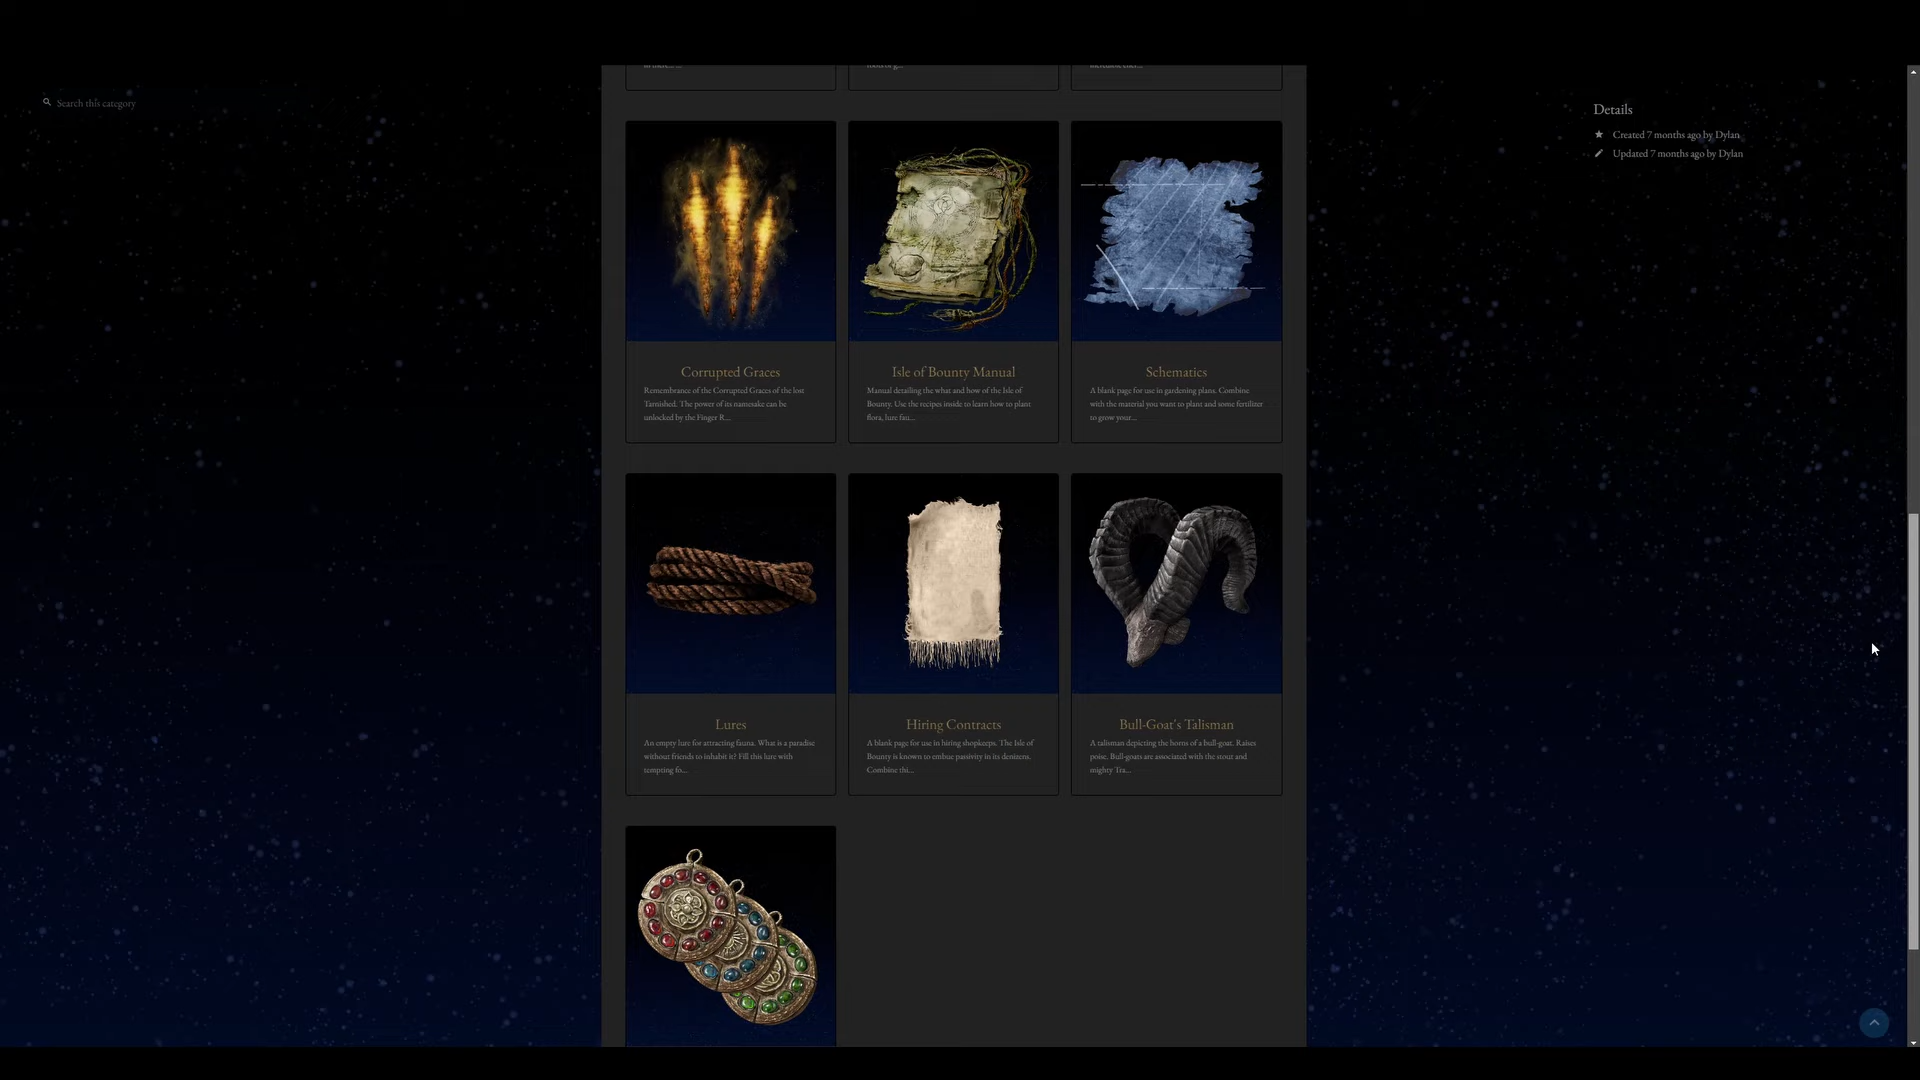 Search this category
Details
Created 7 months ago by Dylan
Updated 7 months ago by Dylan
Corrupted Graces
Remembrance of the Corrupted Graces of the lost
Tarnished. The power of its namesake can be
unlocked by the Finger R...
Isle of Bounty Manual
Manual detailing the what and how of the Isle of
Bounty. Use the recipes inside to learn how to plant
flora, lure fau...
Schematics
A blank page for use in gardening plans. Combine
with the material you want to plant and some fertilizer
to grow your...
Lures
An empty lure for attracting fauna. What is a paradise
without friends to inhabit it? Fill this lure with
tempting fo...
Hiring Contracts
A blank page for use in hiring shopkeeps. The Isle of
Bounty is known to embue passivity in its denizens.
Combine thi...
Bull-Goat's Talisman
A talisman depicting the horns of a bull-goat. Raises
poise. Bull-goats are associated with the stout and
mighty Tra...